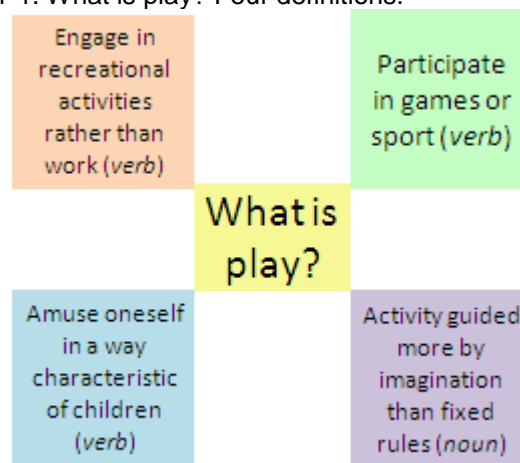 1. What is play? Four definitions.
Engage in
recreational
activities
rather than
work (verb)
Participate
in games or
sport (verb)
What is
play?
Amuse oneself
in a way
characteristic
of children
(verb)
Activity guided
more by
imagination
than fixed
rules (noun)